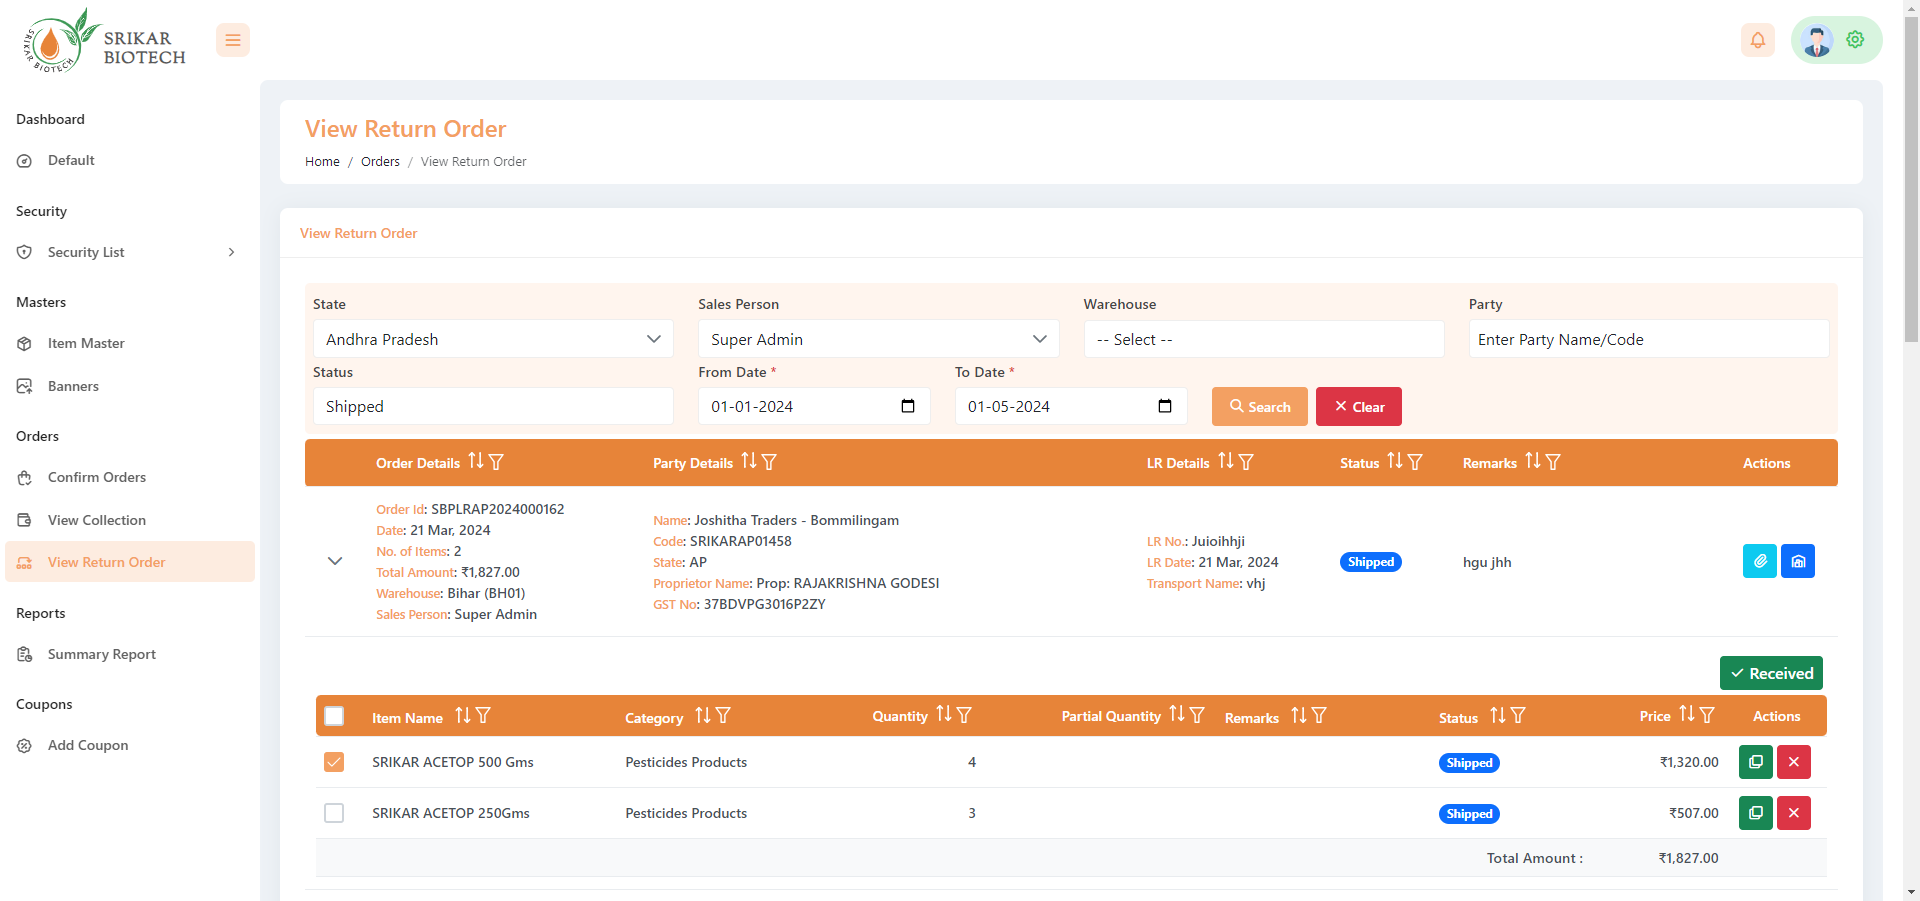 SRIKAR BIOTECH
SRIKAR
BIOTECH
Dashboard
Default
Security
Security List
Masters
Item Master
Banners
Orders
Confirm Orders
View Collection
View Return Order
Reports
Summary Report
Coupons
Add Coupon
View Return Order
Home / Orders / View Return Order
View Return Order
State Sales Person Warehouse Party
Andhra Pradesh Super Admin -- Select -- Enter Party Name/Code
Status From Date * To Date *
Shipped 01-01-2024 01-05-2024 Search Clear
Order Details Party Details LR Details Status Remarks Actions
Order Id: SBPLRAP2024000162
Date: 21 Mar, 2024
No. of Items: 2
Total Amount: ₹1,827.00
Warehouse: Bihar (BH01)
Sales Person: Super Admin
Name: Joshitha Traders - Bommilingam
Code: SRIKARAP01458
State: AP
Proprietor Name: Prop: RAJAKRISHNA GODESI
GST No: 37BDVPG3016P2ZY
LR No.: Juioihhji
LR Date: 21 Mar, 2024
Transport Name: vhj
Shipped
hgu jhh
Received
Item Name Category Quantity Partial Quantity Remarks Status Price Actions
SRIKAR ACETOP 500 Gms Pesticides Products 4 Shipped ₹1,320.00
SRIKAR ACETOP 250Gms Pesticides Products 3 Shipped ₹507.00
Total Amount : ₹1,827.00